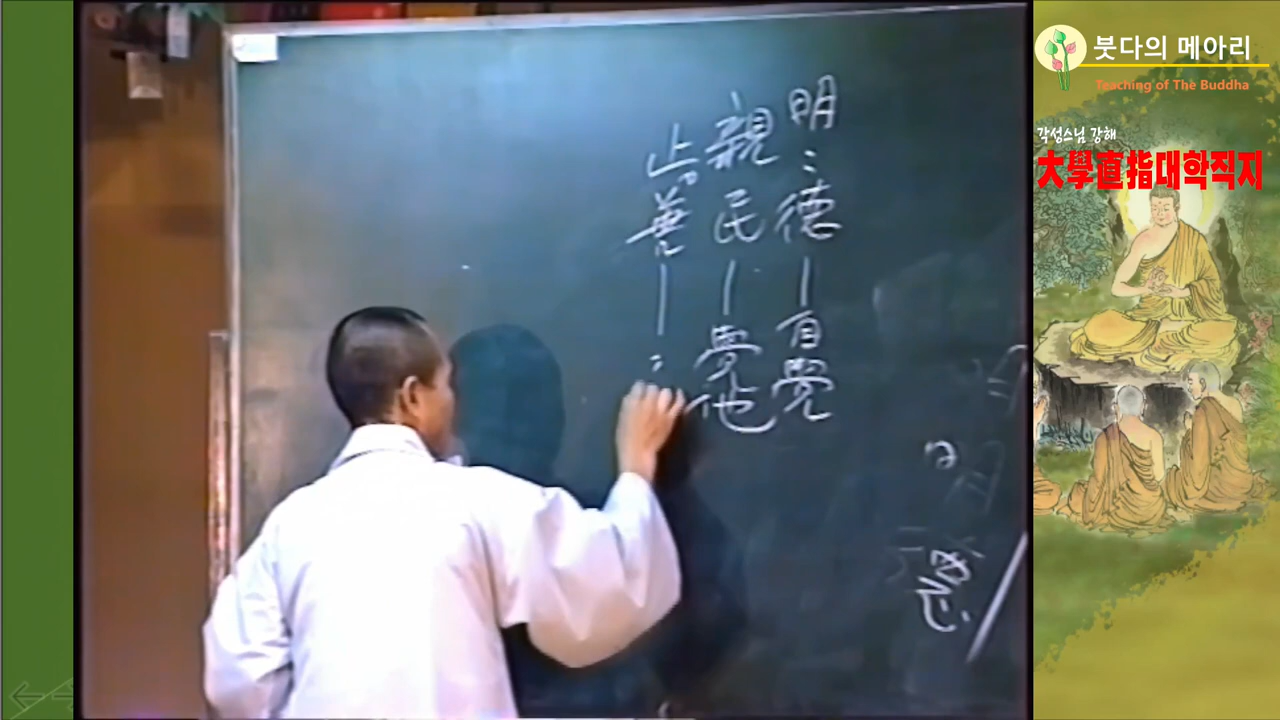 붓다의 메아리
Teaching of The Buddha
각성스님 강해
大學直指대학직지
明〻德 — 自覺
親民 — 覺他
止善 —